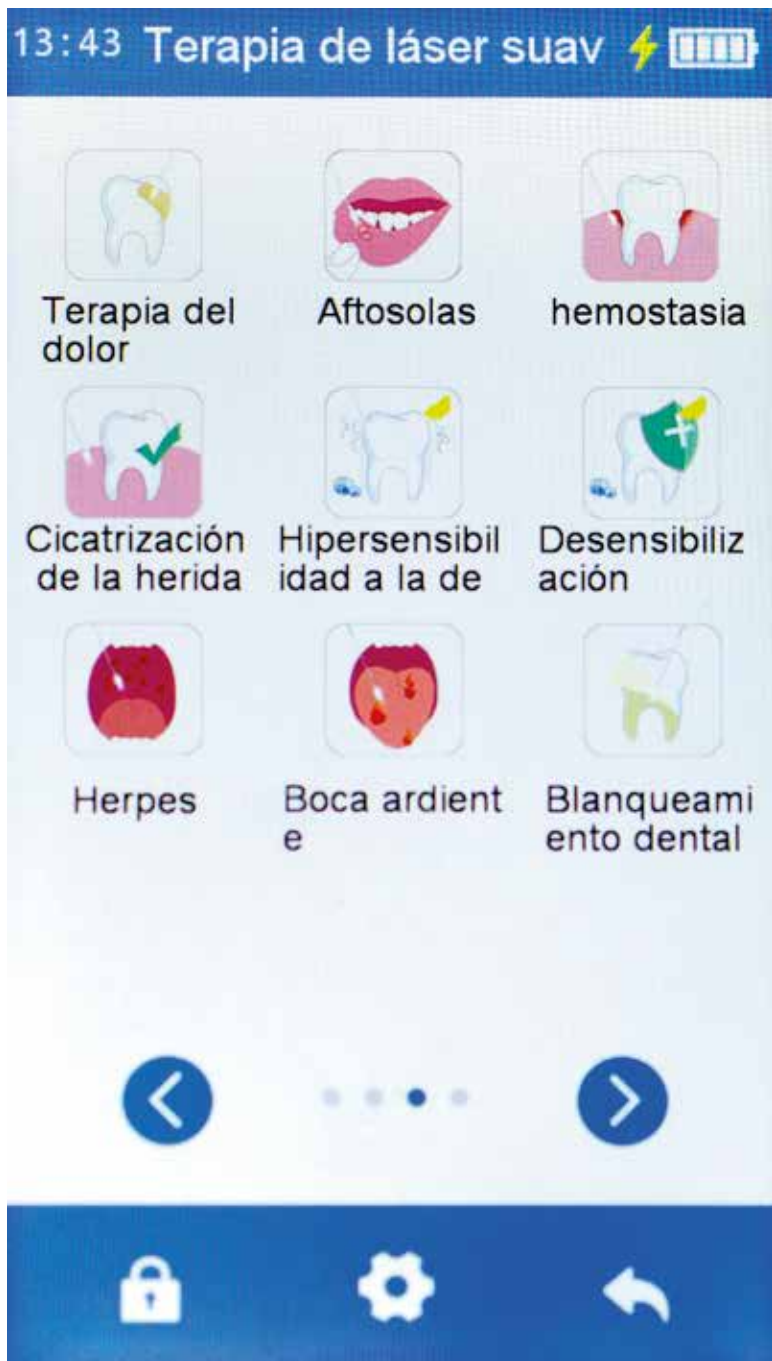 13:43 Terapia de láser suav
Terapia del
dolor
Aftosolas
hemostasia
Cicatrización
de la herida
Hipersensibil
idad a la de
Desensibiliz
ación
Herpes
Boca ardient
e
Blanqueami
ento dental